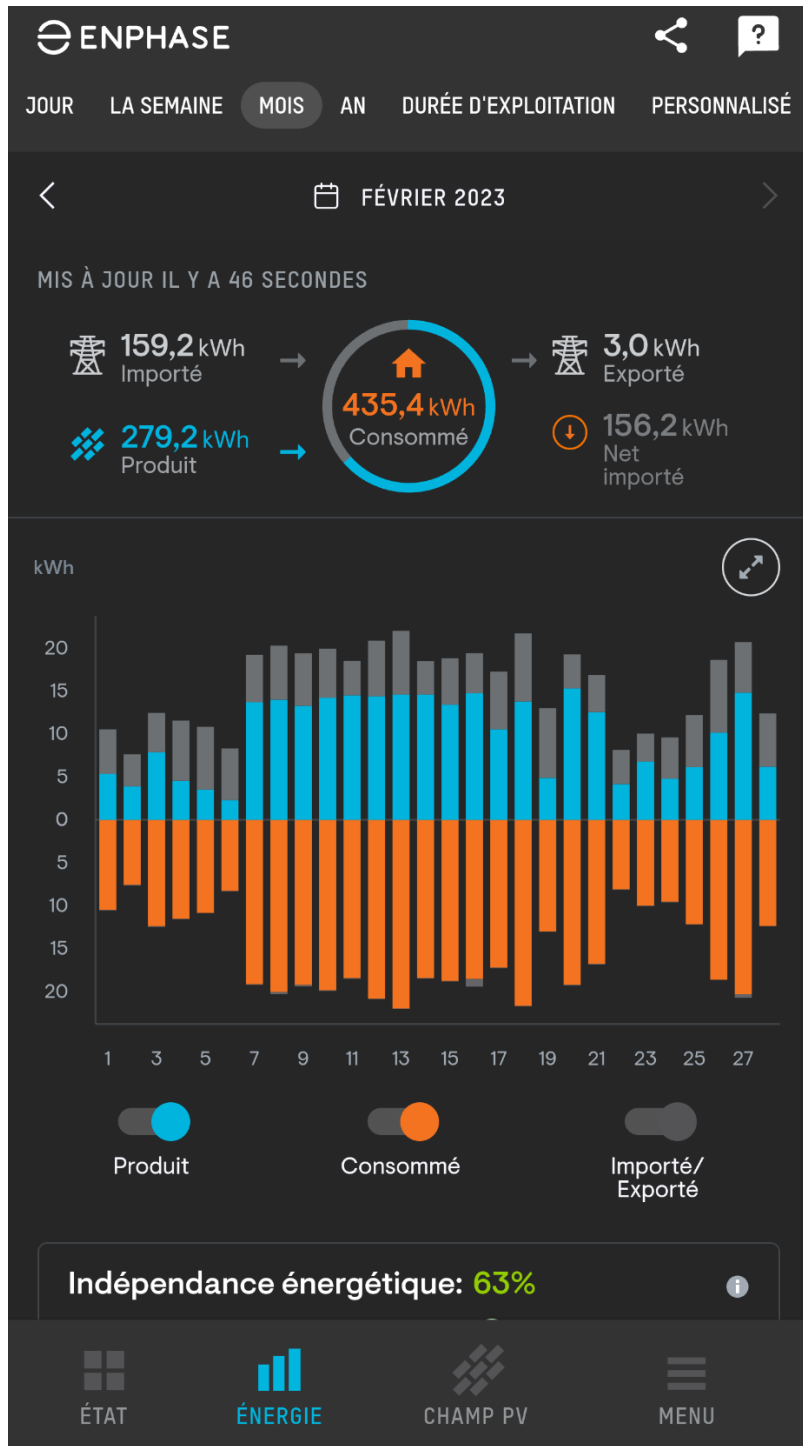 ENPHASE
?
JOUR LA SEMAINE MOIS AN DURÉE D'EXPLOITATION PERSONNALISÉ
FÉVRIER 2023
MIS À JOUR IL Y A 46 SECONDES
159,2 kWh
Importé
279,2 kWh
Produit
435,4 kWh
Consommé
3,0 kWh
Exporté
156,2 kWh
Net
importé
kWh
20
15
10
5
0
5
10
15
20
1 3 5 7 9 11 13 15 17 19 21 23 25 27
Produit
Consommé
Importé/
Exporté
Indépendance énergétique: 63%
i
ÉTAT ÉNERGIE CHAMP PV MENU